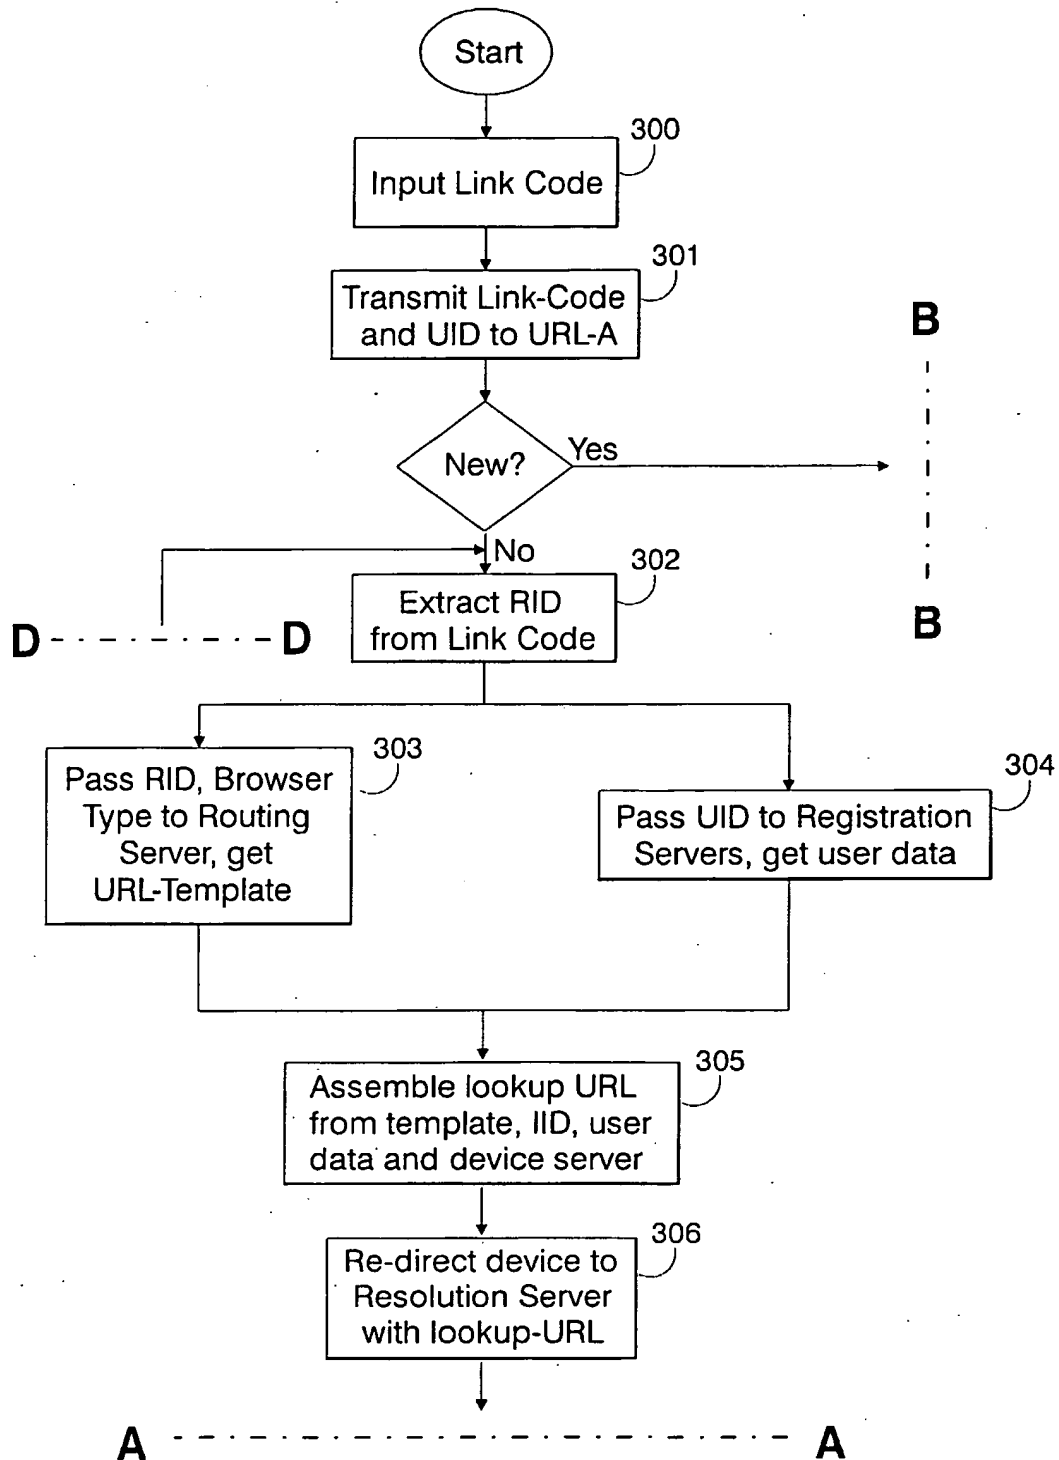 Start
300
Input Link Code
301
Transmit Link-Code
and UID to URL-A
B
New?
Yes
No
302
Extract RID
from Link Code
B
D
D
303
Pass RID, Browser
Type to Routing
Server, get
URL-Template
304
Pass UID to Registration
Servers, get user data
305
Assemble lookup URL
from template, IID, user
data and device server
306
Re-direct device to
Resolution Server
with lookup-URL
A
A